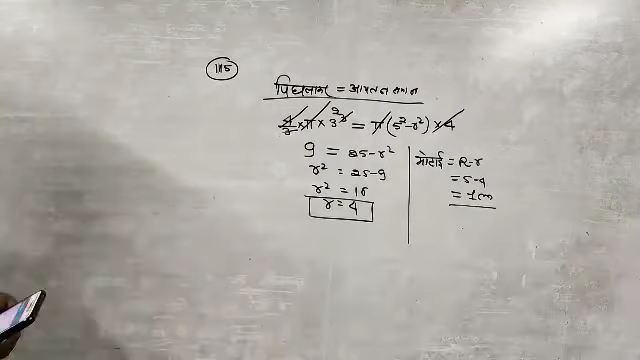 115
पिघलाना = आयतन समान
4/3 × π × 3³ = π (5² - r²) × 4
9 = 25 - r²
r² = 25 - 9
r² = 16
r = 4
मोटाई = R - r
= 5 - 4
= 1cm